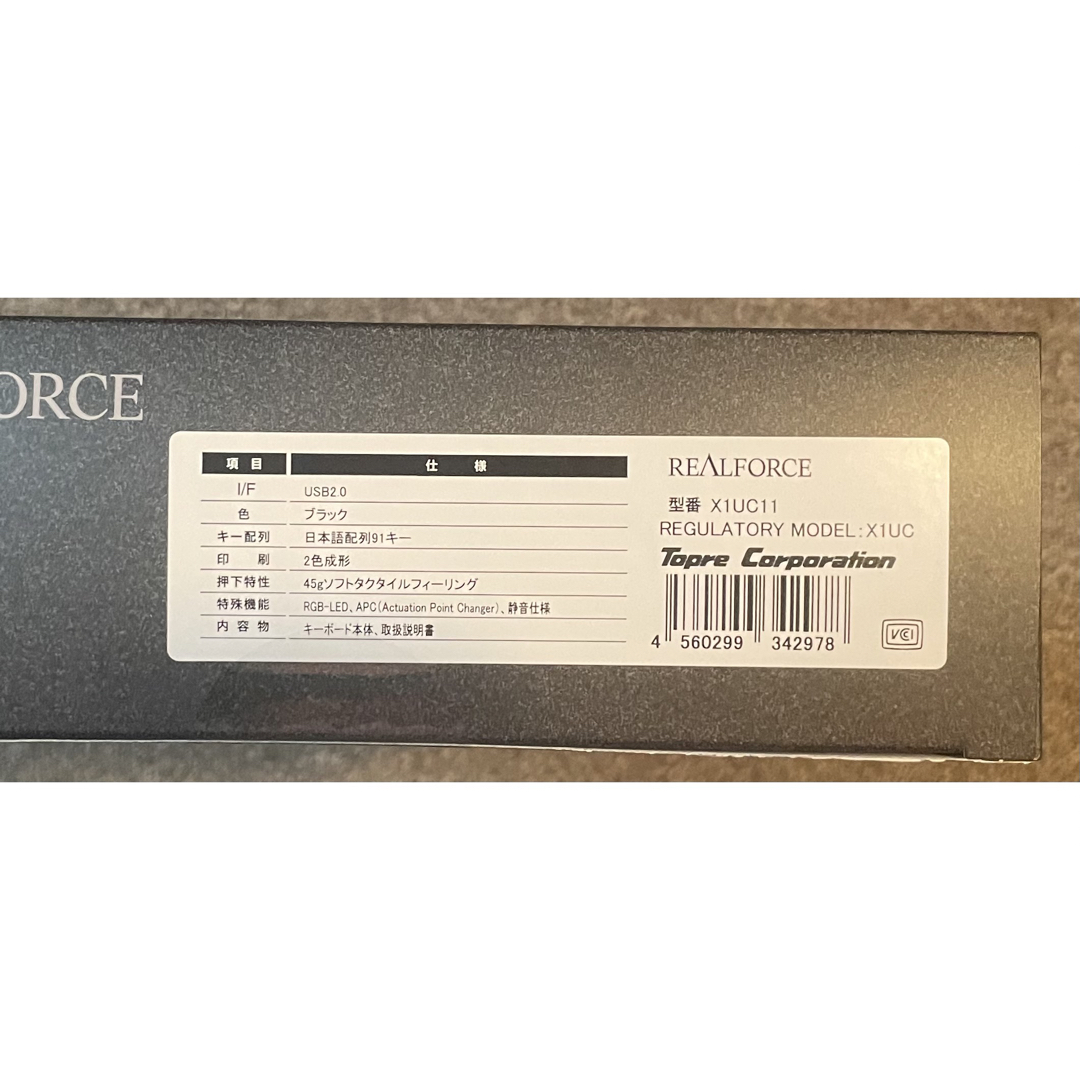 ORCE
項 目 仕 様
I/F USB2.0
色 ブラック
キー配列 日本語配列91キー
印 刷 2色成形
押下特性 45gソフトタクタイルフィーリング
特殊機能 RGB-LED、APC(Actuation Point Changer)、静音仕様
内 容 物 キーボード本体、取扱説明書
REALFORCE
型番 X1UC11
REGULATORY MODEL:X1UC
Topre Corporation
4 560299 342978
VCCI